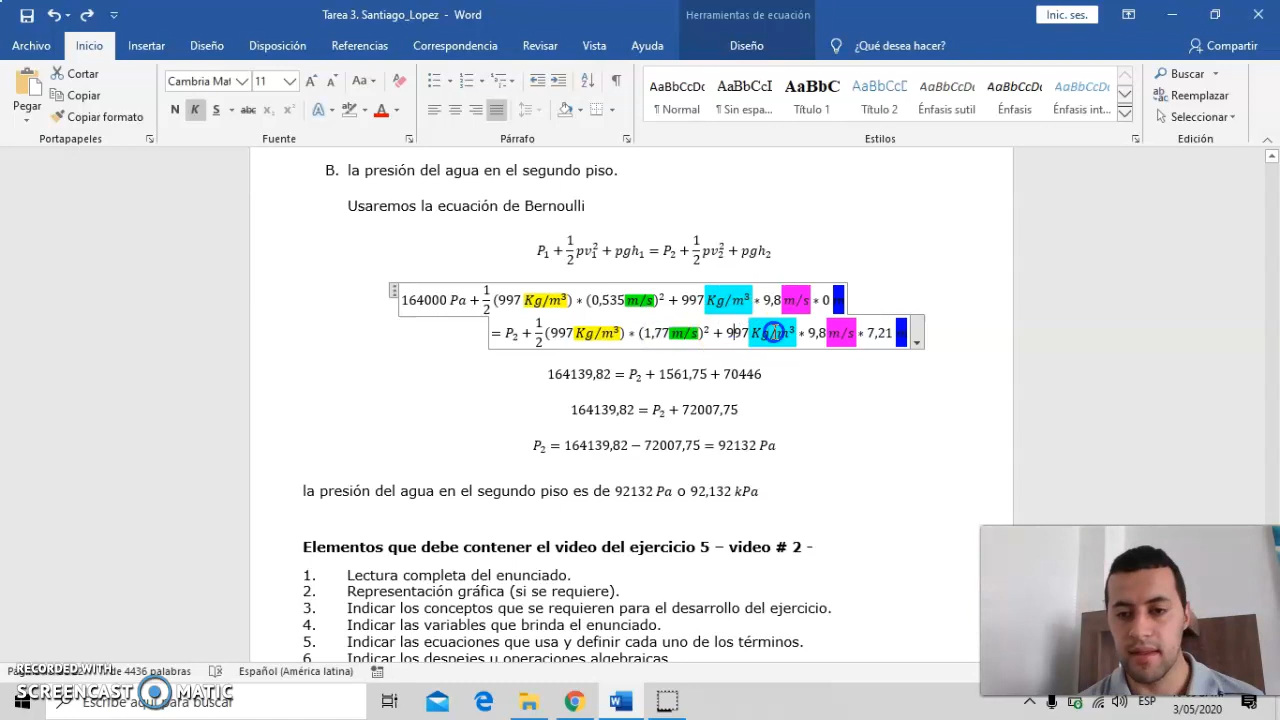 Tarea 3. Santiago_Lopez - Word
Herramientas de ecuación
Inic. ses.
Archivo Inicio Insertar Diseño Disposición Referencias Correspondencia Revisar Vista Ayuda Diseño ¿Qué desea hacer? Compartir
Pegar
Cortar
Copiar
Copiar formato
Portapapeles
Cambria Mat 11
N K S abc x₂ x²
Fuente
Párrafo
AaBbCcDc AaBbCcI AaBbC AaBbCcD AaBbCcDc AaBbCcDc AaBbCcDc
¶ Normal ¶ Sin espa... Título 1 Título 2 Énfasis sutil Énfasis Énfasis int...
Estilos
Buscar
Reemplazar
Seleccionar
Edición
B. la presión del agua en el segundo piso.
Usaremos la ecuación de Bernoulli
P₁ + 1/2 pv₁² + pgh₁ = P₂ + 1/2 pv₂² + pgh₂
164000 Pa + 1/2 (997 Kg/m³) * (0,535 m/s)² + 997 Kg/m³ * 9,8 m/s * 0 m
= P₂ + 1/2 (997 Kg/m³) * (1,77 m/s)² + 997 Kg/m³ * 9,8 m/s * 7,21 m
164139,82 = P₂ + 1561,75 + 70446
164139,82 = P₂ + 72007,75
P₂ = 164139,82 − 72007,75 = 92132 Pa
la presión del agua en el segundo piso es de 92132 Pa o 92,132 kPa
Elementos que debe contener el video del ejercicio 5 – video # 2 -
1. Lectura completa del enunciado.
2. Representación gráfica (si se requiere).
3. Indicar los conceptos que se requieren para el desarrollo del ejercicio.
4. Indicar las variables que brinda el enunciado.
5. Indicar las ecuaciones que usa y definir cada uno de los términos.
6. Indicar los despejes u operaciones algebraicas
de 4436 palabras Español (América latina)
RECORDED WITH
SCREENCAST MATIC
Escribe aquí para buscar
ESP
3/05/2020